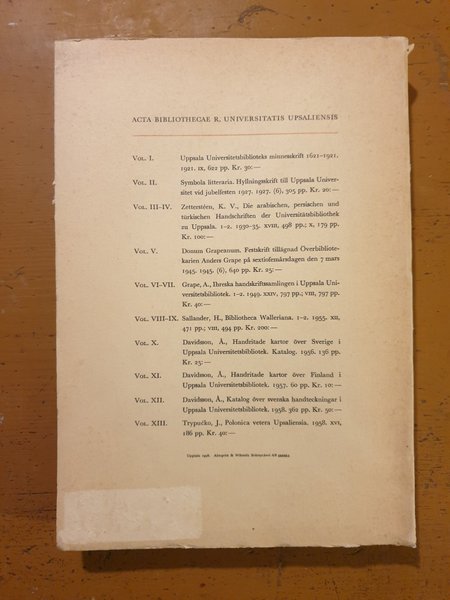 ACTA BIBLIOTHECAE R. UNIVERSITATIS UPSALIENSIS
Vol. I. Uppsala Universitetsbiblioteks minnesskrift 1621–1921.
1921. ix, 622 pp. Kr. 30:—
Vol. II. Symbola litteraria. Hyllningsskrift till Uppsala Univer-
sitet vid jubelfesten 1927. 1927. (6), 305 pp. Kr. 20:—
Vol. III–IV. Zetterstéen, K. V., Die arabischen, persischen und
türkischen Handschriften der Universitätsbibliothek
zu Uppsala. 1–2. 1930–35. xviii, 498 pp.; x, 179 pp.
Kr. 100:—
Vol. V. Donum Grapeanum. Festskrift tillägnad Överbibliote-
karien Anders Grape på sextiofemårsdagen den 7 mars
1945. 1945. (6), 640 pp. Kr. 25:—
Vol. VI–VII. Grape, A., Ihreska handskriftssamlingen i Uppsala Uni-
versitetsbibliotek. 1–2. 1949. xxiv, 797 pp.; viii, 797 pp.
Kr. 40:—
Vol. VIII–IX. Sallander, H., Bibliotheca Walleriana. 1–2. 1955. xii,
471 pp.; viii, 494 pp. Kr. 200:—
Vol. X. Davidsson, Å., Handritade kartor över Sverige i
Uppsala Universitetsbibliotek. Katalog. 1956. 136 pp.
Kr. 25:—
Vol. XI. Davidsson, Å., Handritade kartor över Finland i
Uppsala Universitetsbibliotek. 1957. 60 pp. Kr. 10:—
Vol. XII. Davidsson, Å., Katalog över svenska handteckningar i
Uppsala Universitetsbibliotek. 1958. 362 pp. Kr. 50:—
Vol. XIII. Trypućko, J., Polonica vetera Upsaliensia. 1958. xvi,
186 pp. Kr. 40:—
Uppsala 1958. Almqvist & Wiksells Boktryckeri AB